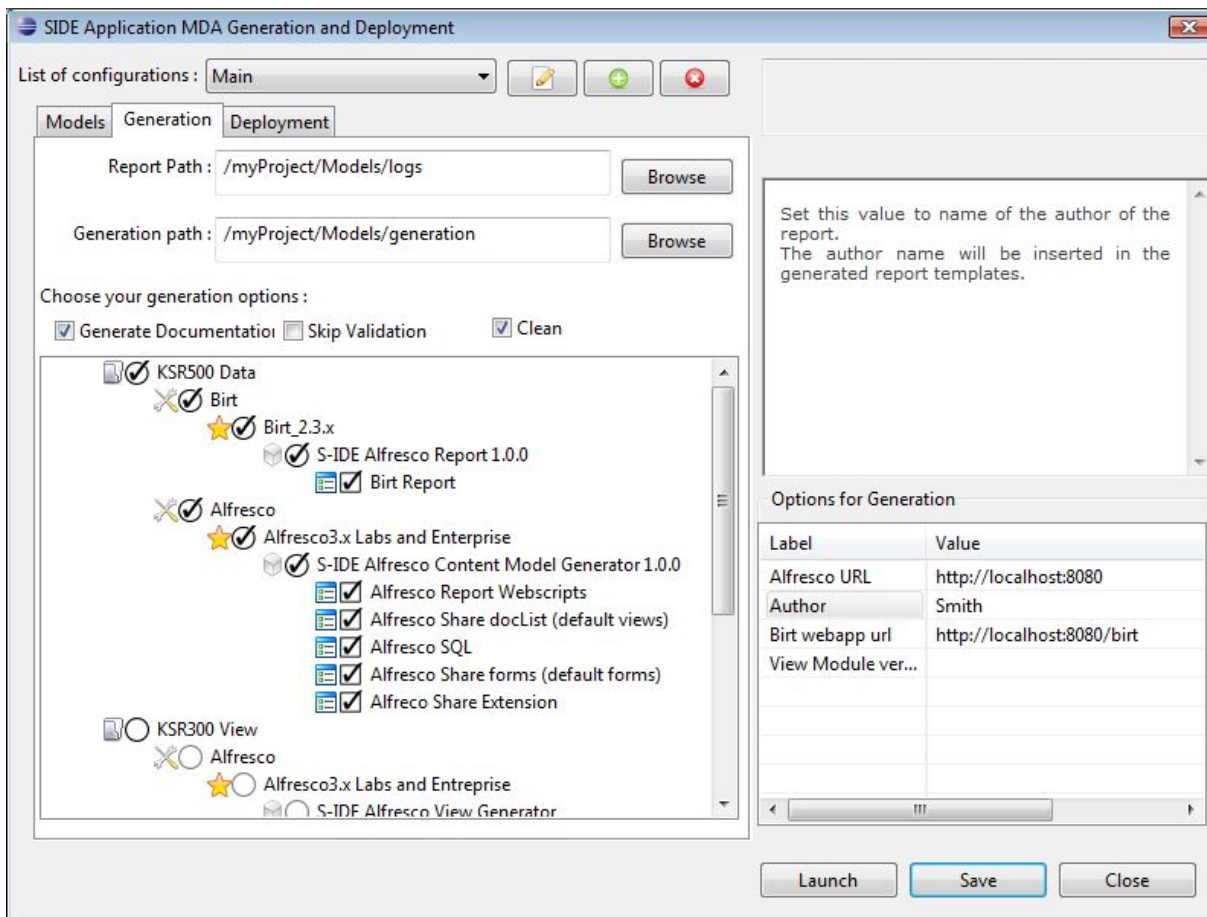 SIDE Application MDA Generation and Deployment
List of configurations : Main
Models Generation Deployment
Report Path : /myProject/Models/logs Browse
Generation path : /myProject/Models/generation Browse
Choose your generation options :
Generate Documentation Skip Validation Clean
KSR500 Data
Birt
Birt_2.3.x
S-IDE Alfresco Report 1.0.0
Birt Report
Alfresco
Alfresco3.x Labs and Enterprise
S-IDE Alfresco Content Model Generator 1.0.0
Alfresco Report Webscripts
Alfresco Share docList (default views)
Alfresco SQL
Alfresco Share forms (default forms)
Alfreco Share Extension
KSR300 View
Alfresco
Alfresco3.x Labs and Entreprise
S-IDE Alfresco View Generator
Set this value to name of the author of the
report.
The author name will be inserted in the
generated report templates.
Options for Generation
Label Value
Alfresco URL http://localhost:8080
Author Smith
Birt webapp url http://localhost:8080/birt
View Module ver...
Launch Save Close